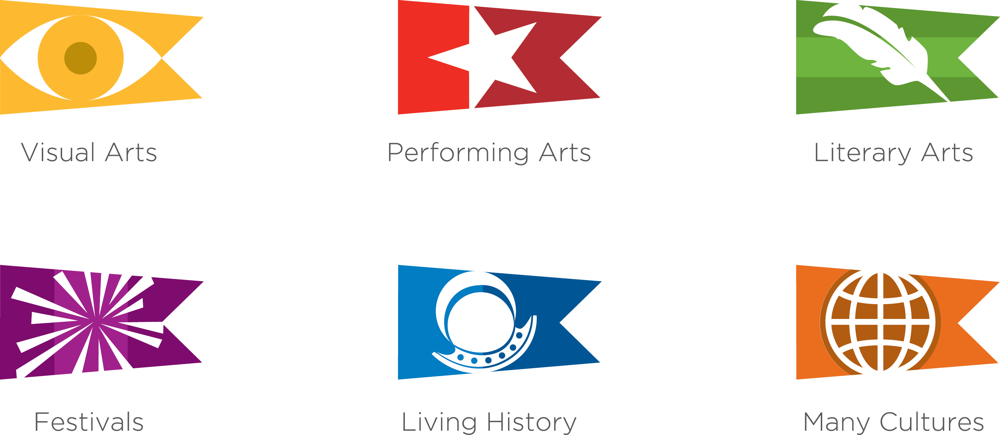 Visual Arts
Performing Arts
Literary Arts
Festivals
Living History
Many Cultures